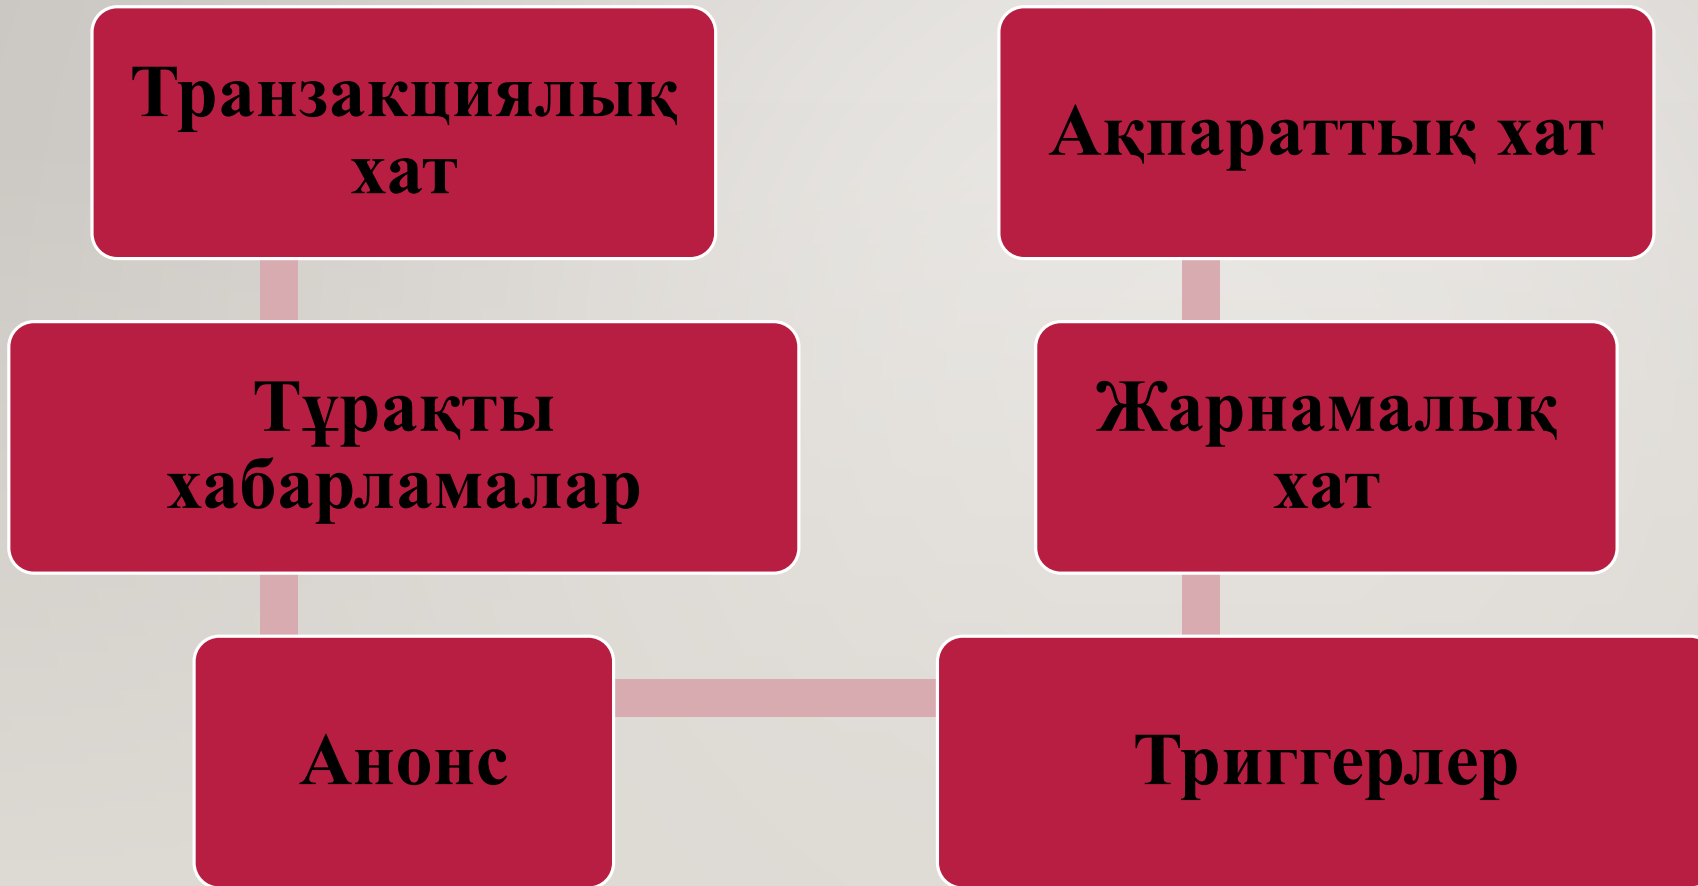 Транзакциялық
хат
Тұрақты
хабарламалар
Анонс
Триггерлер
Жарнамалық
хат
Ақпараттық хат